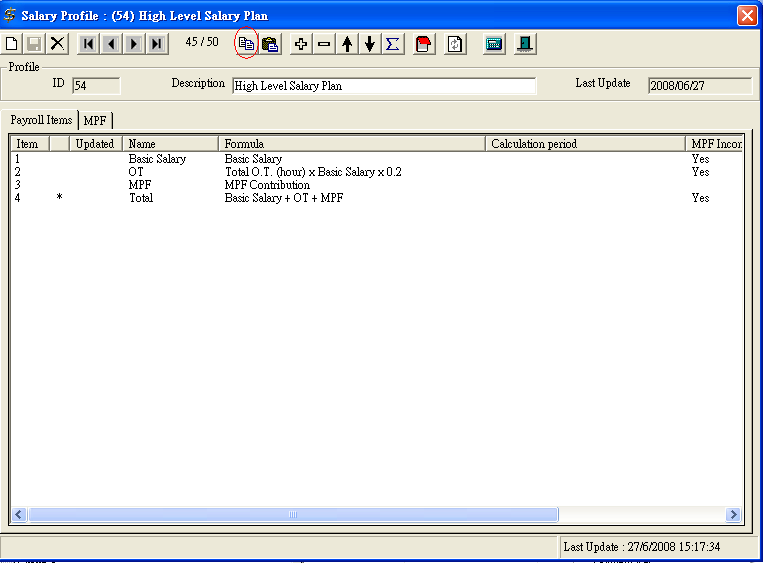 Salary Profile : (54) High Level Salary Plan
45 / 50
Profile
ID 54 Description High Level Salary Plan Last Update 2008/06/27
Payroll Items MPF
Item Updated Name Formula Calculation period MPF Incor
1 Basic Salary Basic Salary Yes
2 OT Total O.T. (hour) x Basic Salary x 0.2 Yes
3 MPF MPF Contribution
4 * Total Basic Salary + OT + MPF Yes
Last Update : 27/6/2008 15:17:34